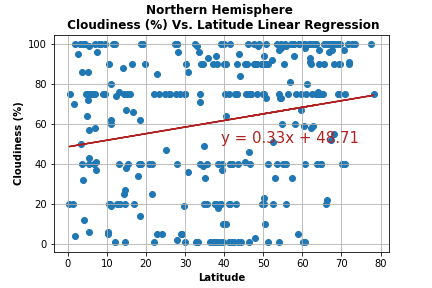 Northern Hemisphere
Cloudiness (%) Vs. Latitude Linear Regression
100
80
60
40
20
0
Cloudiness (%)
y = 0.33x + 48.71
0 10 20 30 40 50 60 70 80
Latitude